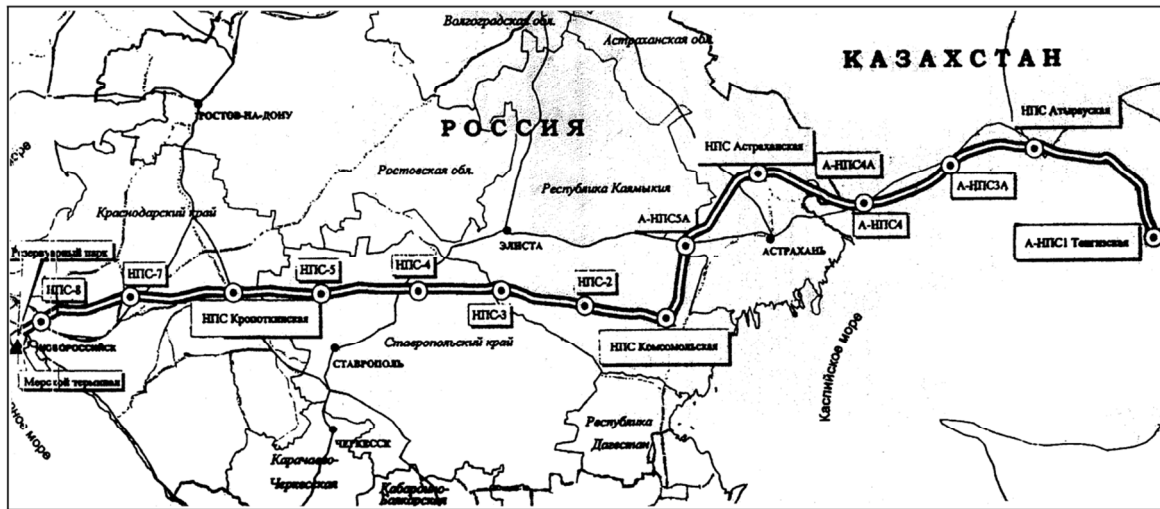 Волгоградская обл.
Астраханская обл.
КАЗАХСТАН
РОСТОВ-НА-ДОНУ
РОССИЯ
НПС Атырауская
НПС Астраханская
А-НПС4А
А-НПС3А
Ростовская обл.
Республика Калмыкия
Краснодарский край
А-НПС5А
А-НПС4
ЭЛИСТА
АСТРАХАНЬ
А-НПС1 Тенгизская
Резервуарный парк
НПС-8
НПС-7
НПС-5
НПС-4
НПС-2
НПС Кропоткинская
НПС-3
НПС Комсомольская
НОВОРОССИЙСК
Ставропольский край
СТАВРОПОЛЬ
Морской терминал
Каспийское море
море
Республика
Дагестан
ЧЕРКЕССК
Карачаево-
Черкесская
Кабардино-
Балкарская